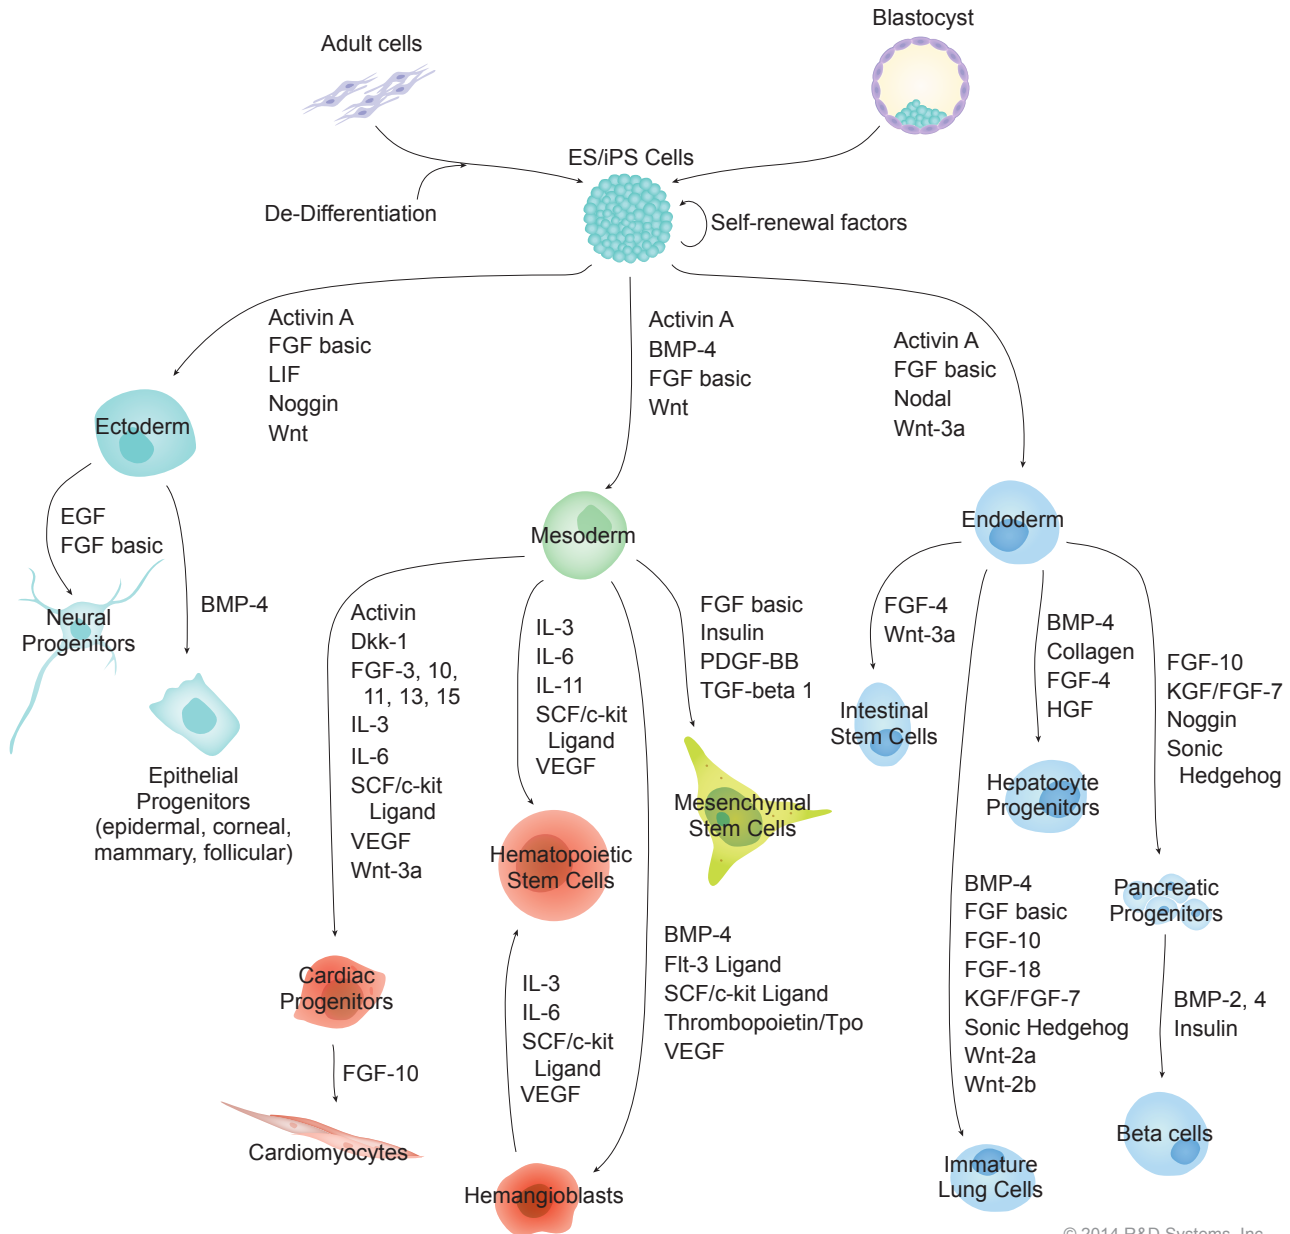 Blastocyst
Adult cells
ES/iPS Cells
De-Differentiation
Self-renewal factors
Activin A
FGF basic
LIF
Noggin
Wnt
Activin A
BMP-4
FGF basic
Wnt
Activin A
FGF basic
Nodal
Wnt-3a
Ectoderm
Mesoderm
Endoderm
EGF
FGF basic
BMP-4
Neural
Progenitors
Epithelial
Progenitors
(epidermal, corneal,
mammary, follicular)
Activin
Dkk-1
FGF-3, 10,
11, 13, 15
IL-3
IL-6
SCF/c-kit
Ligand
VEGF
Wnt-3a
IL-3
IL-6
IL-11
SCF/c-kit
Ligand
VEGF
FGF basic
Insulin
PDGF-BB
TGF-beta 1
FGF-4
Wnt-3a
BMP-4
Collagen
FGF-4
HGF
FGF-10
KGF/FGF-7
Noggin
Sonic
Hedgehog
Intestinal
Stem Cells
Hepatocyte
Progenitors
Mesenchymal
Stem Cells
Hematopoietic
Stem Cells
Pancreatic
Progenitors
BMP-4
FGF basic
FGF-10
FGF-18
KGF/FGF-7
Sonic Hedgehog
Wnt-2a
Wnt-2b
BMP-4
Flt-3 Ligand
SCF/c-kit Ligand
Thrombopoietin/Tpo
VEGF
Cardiac
Progenitors
IL-3
IL-6
SCF/c-kit
Ligand
VEGF
BMP-2, 4
Insulin
FGF-10
Cardiomyocytes
Beta cells
Immature
Lung Cells
Hemangioblasts
© 2014 R&D Systems, Inc.